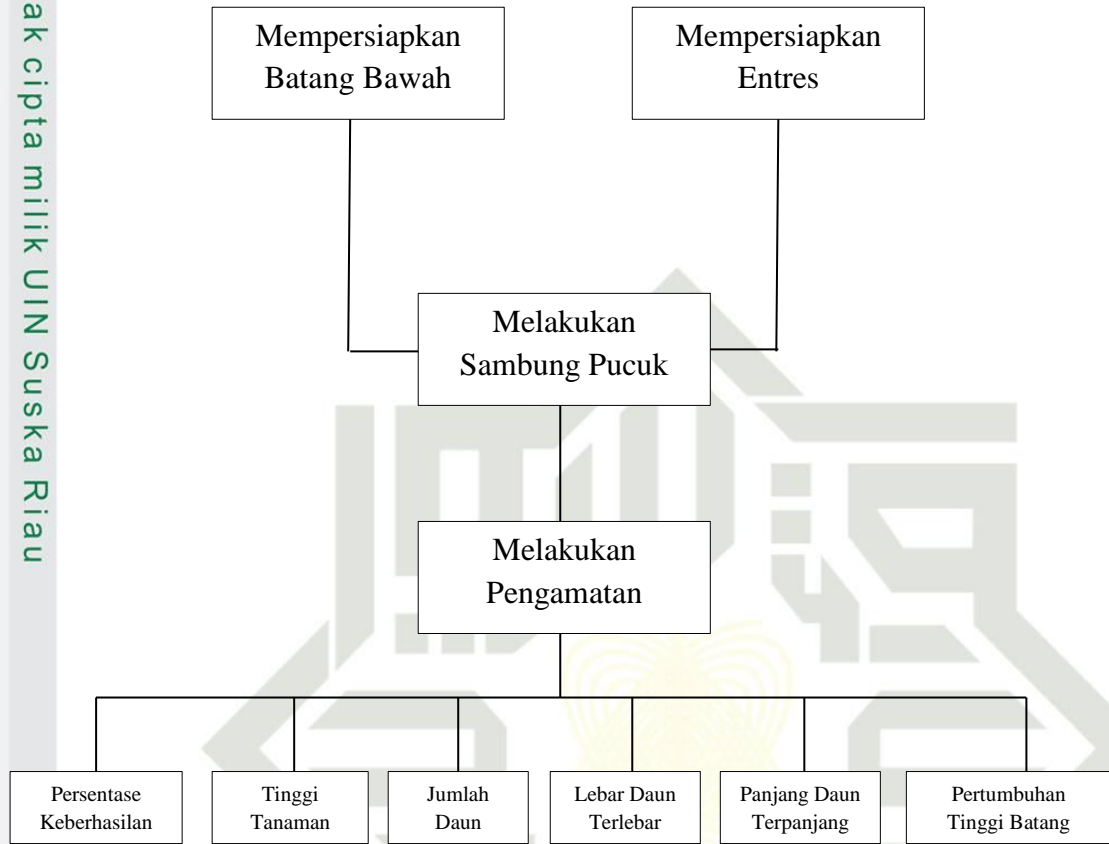 ak cipta milik UIN Suska Riau
Mempersiapkan
Batang Bawah
Mempersiapkan
Entres
Melakukan
Sambung Pucuk
Melakukan
Pengamatan
Persentase
Keberhasilan
Tinggi
Tanaman
Jumlah
Daun
Lebar Daun
Terlebar
Panjang Daun
Terpanjang
Pertumbuhan
Tinggi Batang